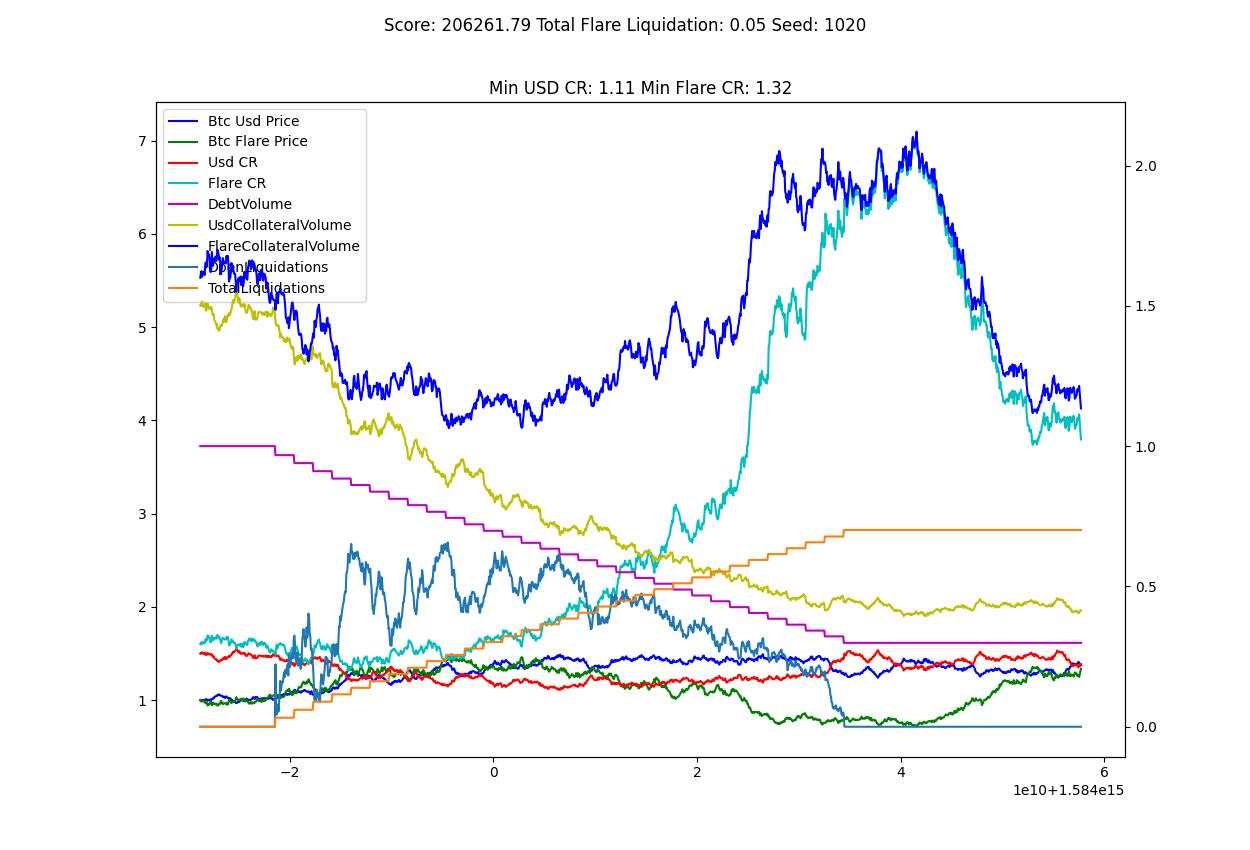 Score: 206261.79 Total Flare Liquidation: 0.05 Seed: 1020
Min USD CR: 1.11 Min Flare CR: 1.32
Btc Usd Price
Btc Flare Price
Usd CR
Flare CR
DebtVolume
UsdCollateralVolume
FlareCollateralVolume
OpenLiquidations
TotalLiquidations
7
6
5
4
3
2
1
2.0
1.5
1.0
0.5
0.0
−2
0
2
4
6
1e10+1.584e15